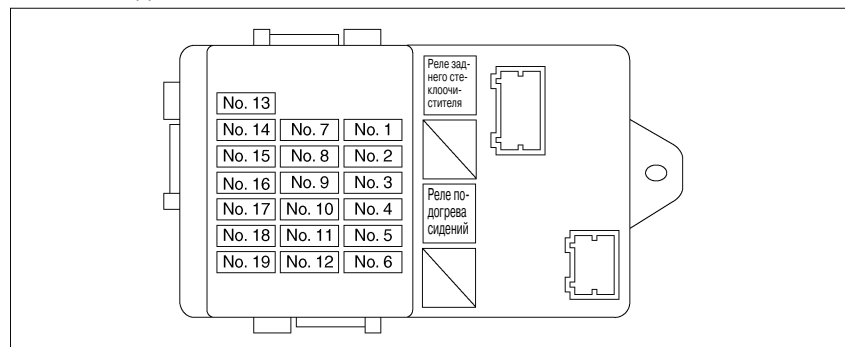 Реле зад-
него сте-
клоочи-
стителя
No. 13
No. 14 No. 7 No. 1
No. 15 No. 8 No. 2
No. 16 No. 9 No. 3
No. 17 No. 10 No. 4
No. 18 No. 11 No. 5
No. 19 No. 12 No. 6
Реле по-
догрева
сидений